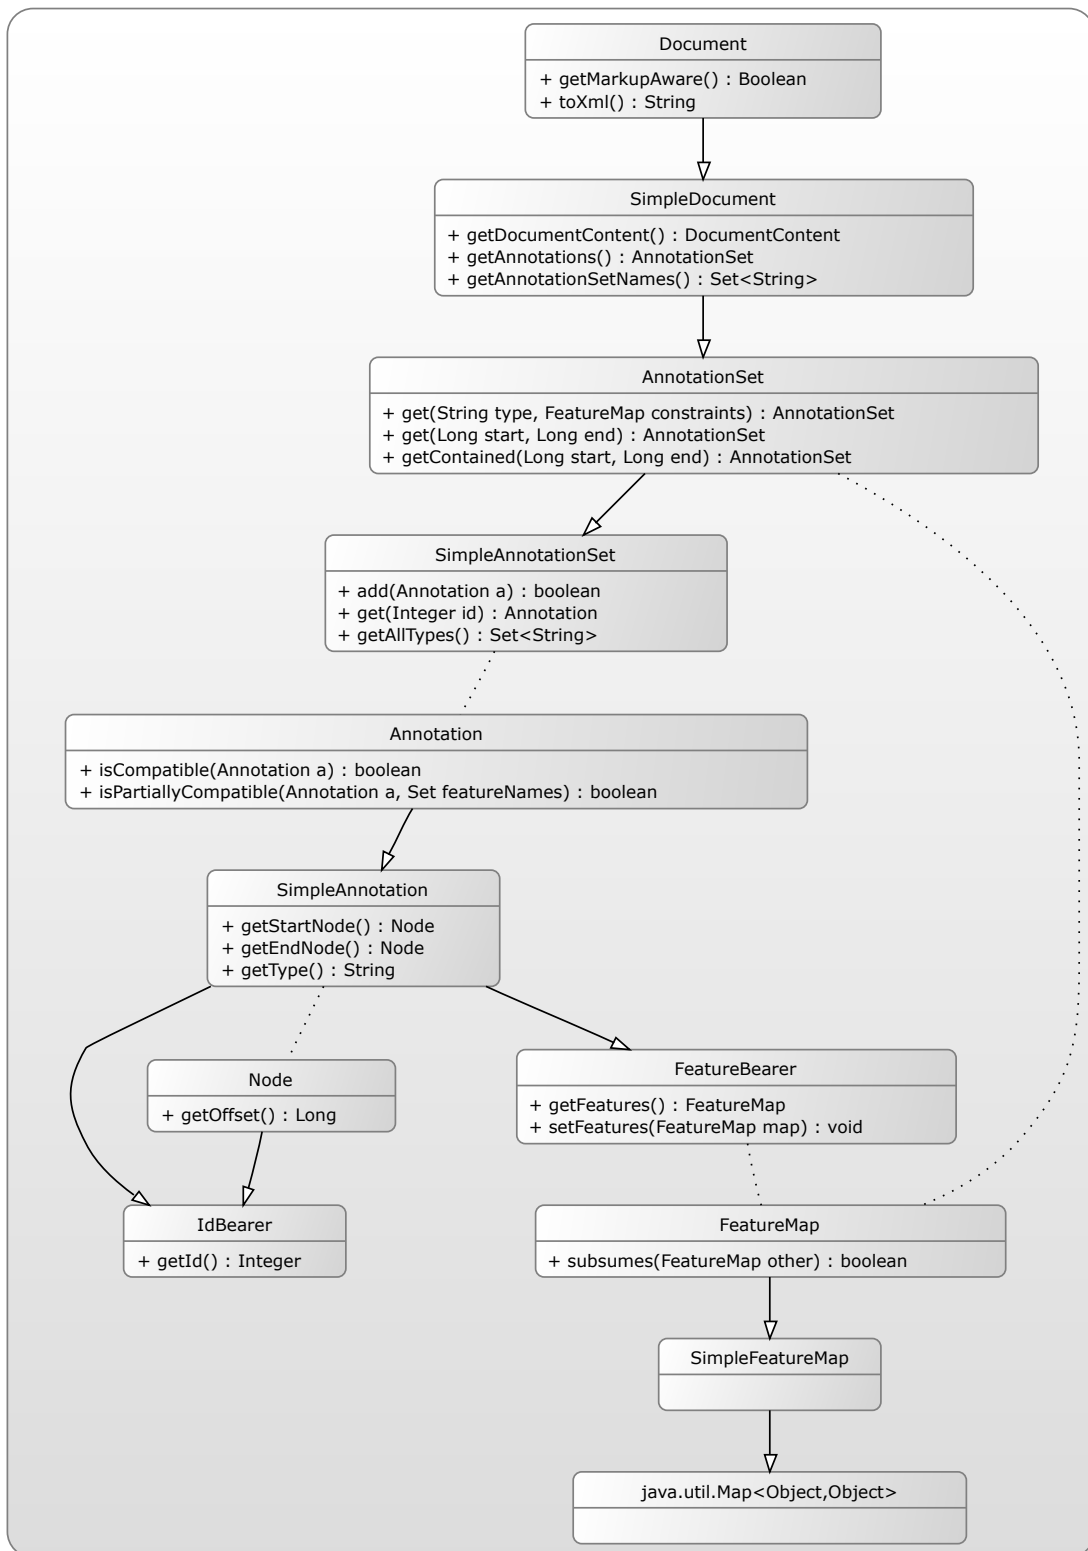 Document
+ getMarkupAware() : Boolean
+ toXml() : String
SimpleDocument
+ getDocumentContent() : DocumentContent
+ getAnnotations() : AnnotationSet
+ getAnnotationSetNames() : Set<String>
AnnotationSet
+ get(String type, FeatureMap constraints) : AnnotationSet
+ get(Long start, Long end) : AnnotationSet
+ getContained(Long start, Long end) : AnnotationSet
SimpleAnnotationSet
+ add(Annotation a) : boolean
+ get(Integer id) : Annotation
+ getAllTypes() : Set<String>
Annotation
+ isCompatible(Annotation a) : boolean
+ isPartiallyCompatible(Annotation a, Set featureNames) : boolean
SimpleAnnotation
+ getStartNode() : Node
+ getEndNode() : Node
+ getType() : String
Node
+ getOffset() : Long
FeatureBearer
+ getFeatures() : FeatureMap
+ setFeatures(FeatureMap map) : void
IdBearer
+ getId() : Integer
FeatureMap
+ subsumes(FeatureMap other) : boolean
SimpleFeatureMap
java.util.Map<Object,Object>